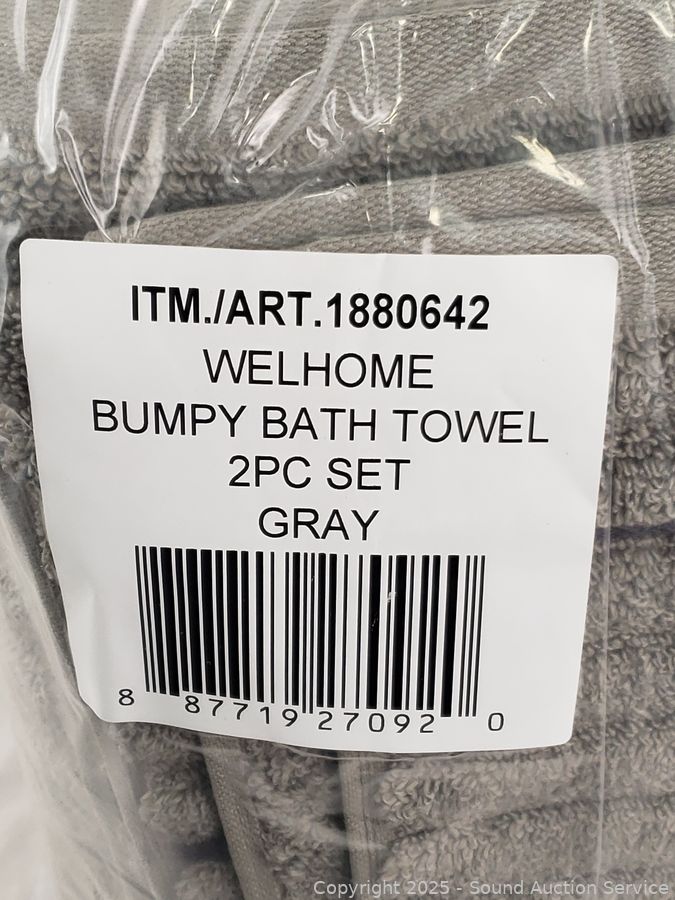 ITM./ART.1880642
WELHOME
BUMPY BATH TOWEL
2PC SET
GRAY
8 87719 27092 0
Copyright 2025 - Sound Auction Service